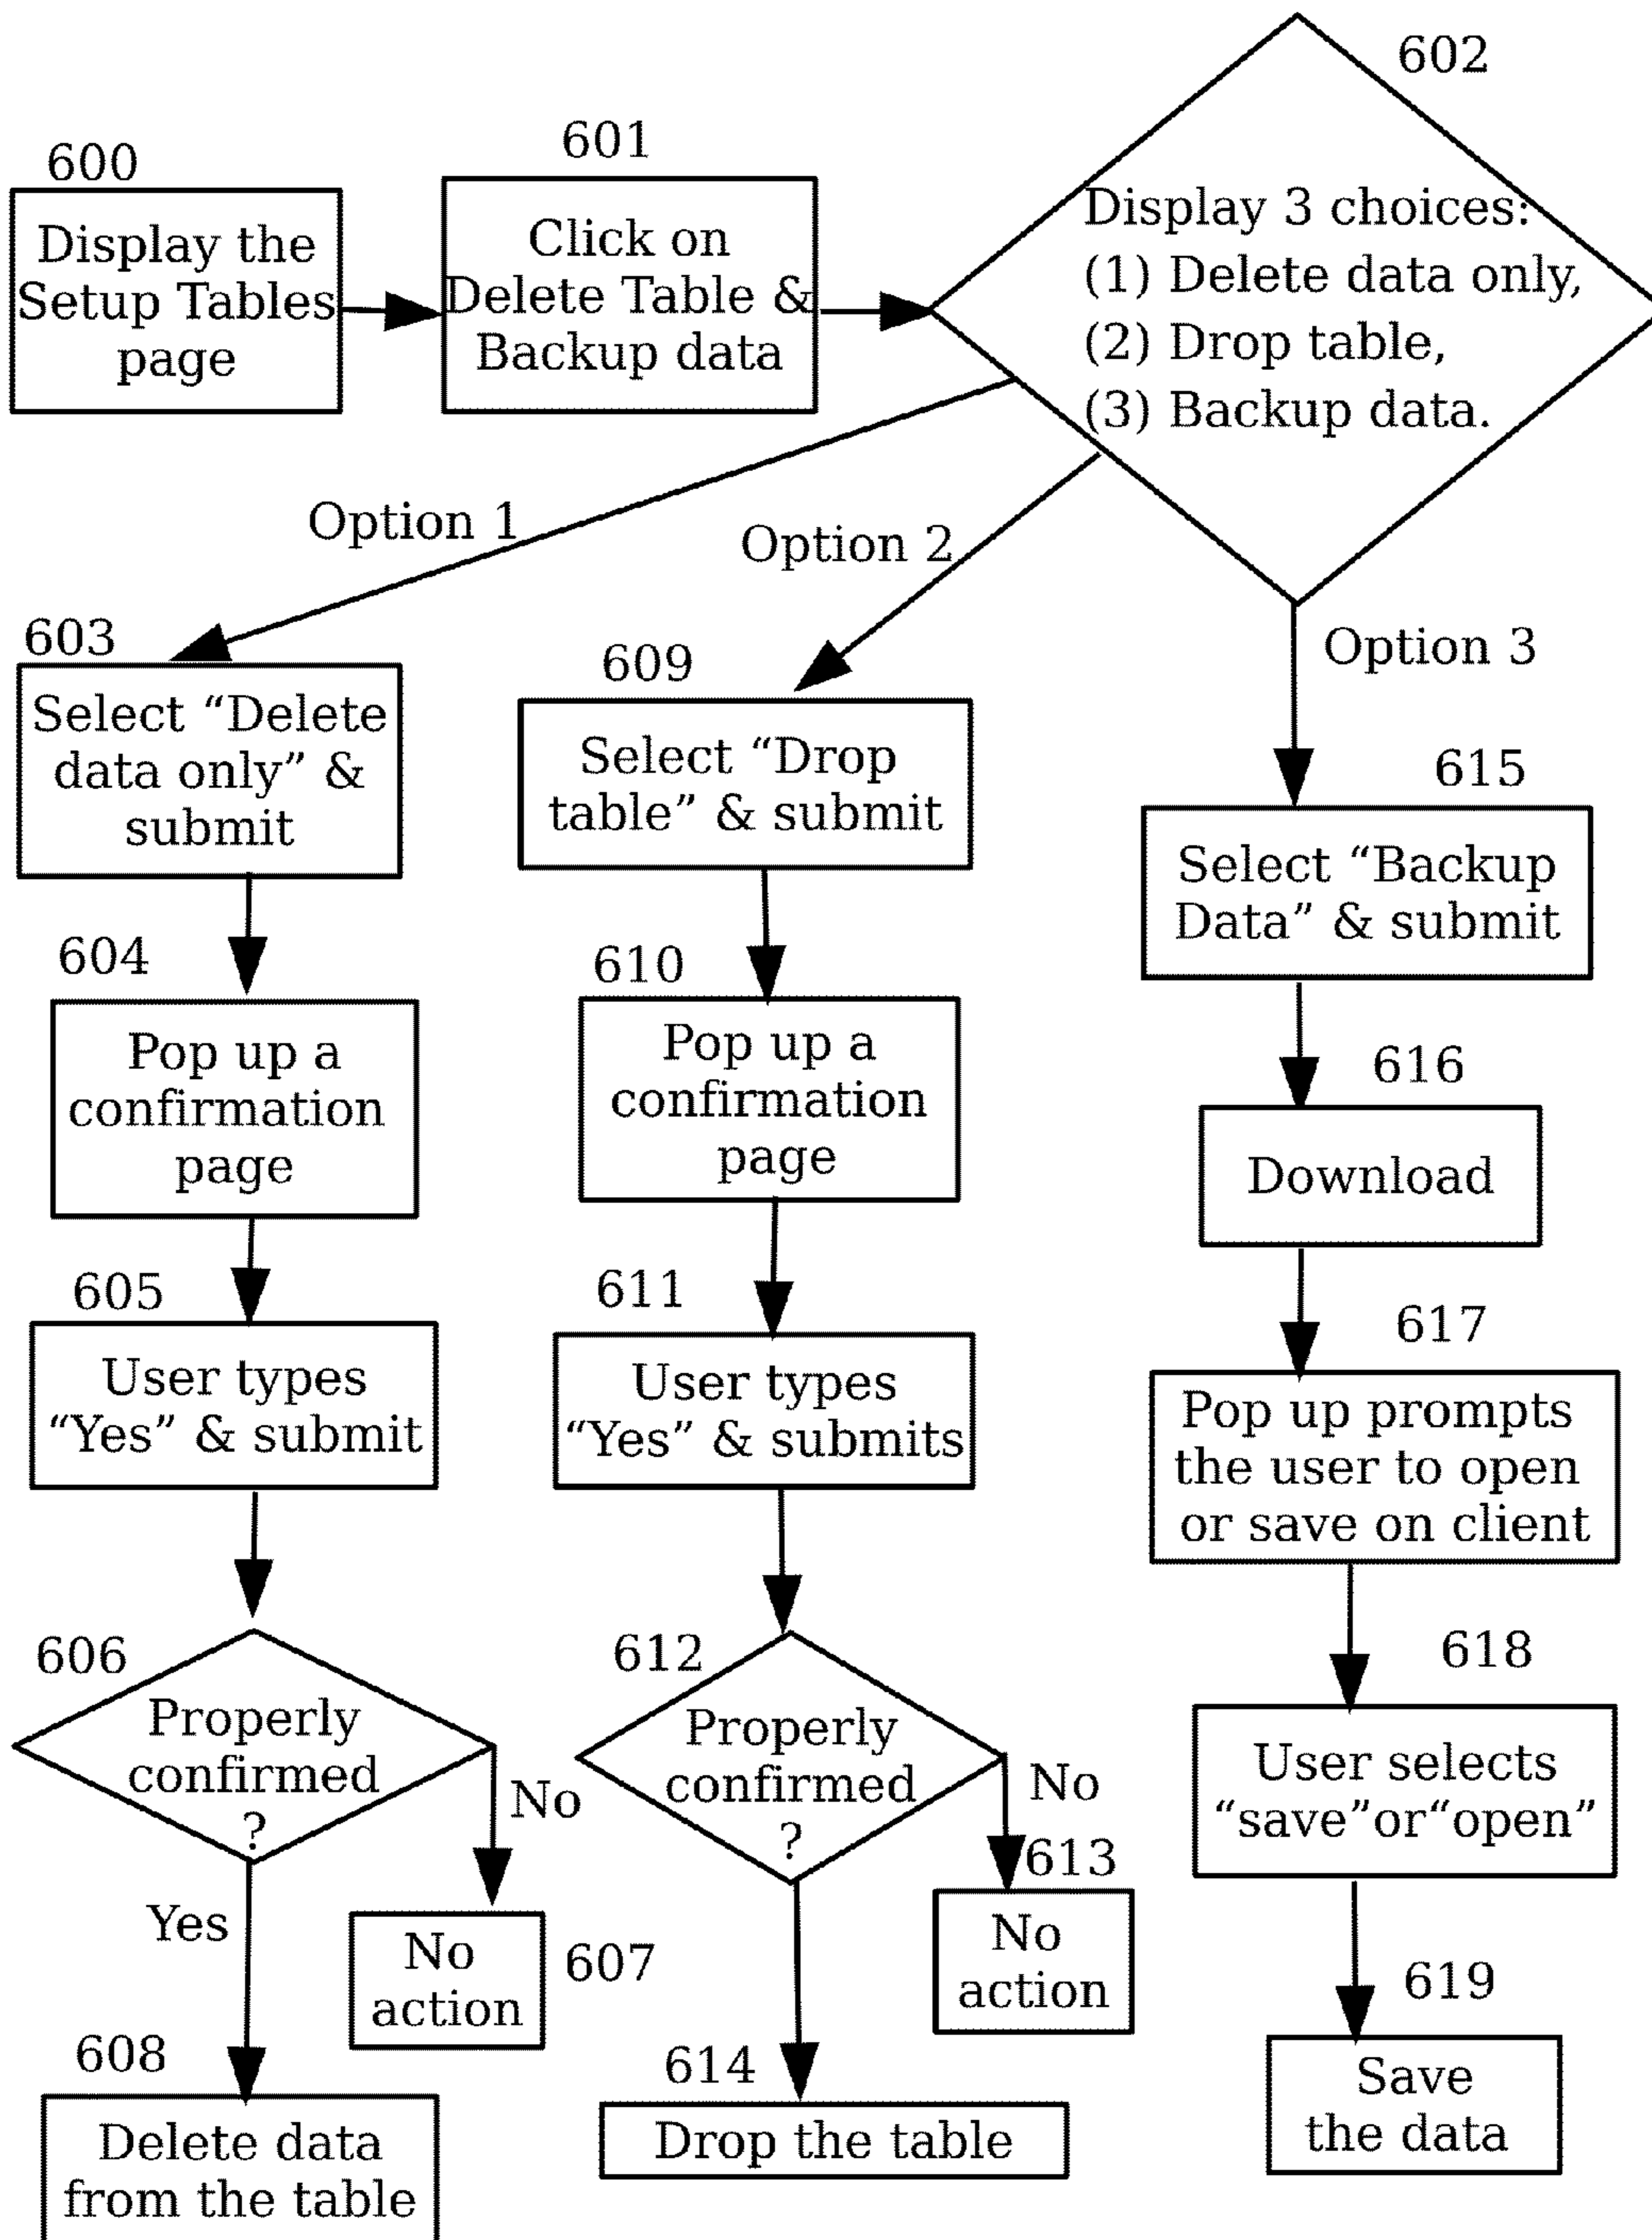 600
Display the
Setup Tables
page
601
Click on
Delete Table &
Backup data
602
Display 3 choices:
(1) Delete data only,
(2) Drop table,
(3) Backup data.
Option 1
Option 2
Option 3
603
Select “Delete
data only” &
submit
604
Pop up a
confirmation
page
605
User types
“Yes” & submit
606
Properly
confirmed
?
No
No
action
607
Yes
608
Delete data
from the table
609
Select “Drop
table” & submit
610
Pop up a
confirmation
page
611
User types
“Yes” & submits
612
Properly
confirmed
?
No
613
No
action
614
Drop the table
615
Select “Backup
Data” & submit
616
Download
617
Pop up prompts
the user to open
or save on client
618
User selects
“save”or“open”
619
Save
the data